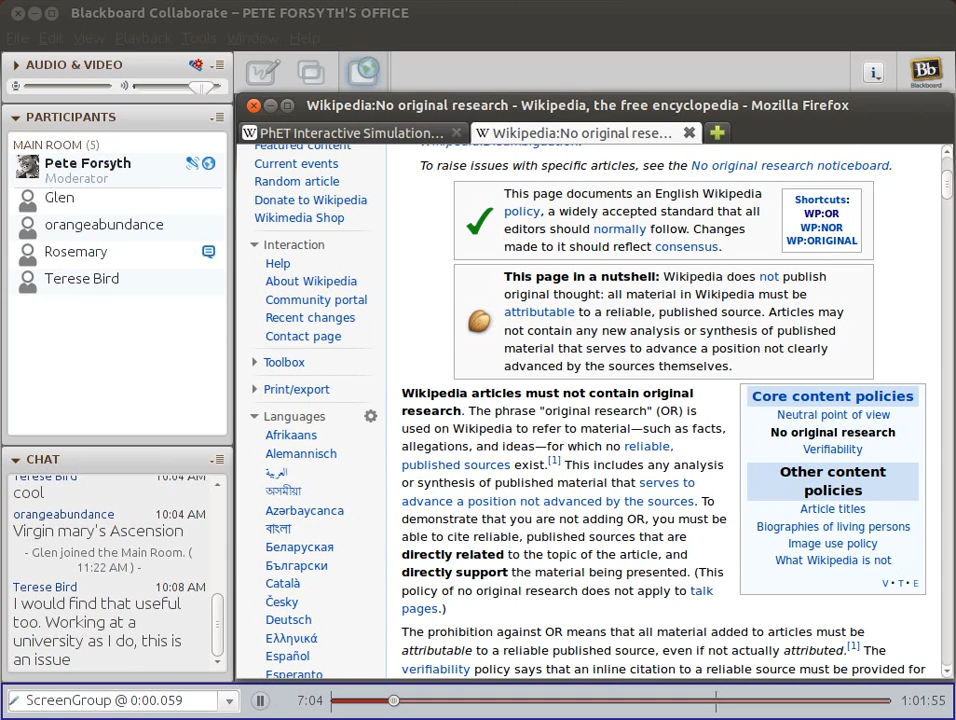 Blackboard Collaborate – PETE FORSYTH'S OFFICE
File Edit View Playback Tools Window Help
AUDIO & VIDEO
PARTICIPANTS
MAIN ROOM (5)
Pete Forsyth
Moderator
Glen
orangeabundance
Rosemary
Terese Bird
CHAT
Terese Bird 10:04 AM
cool
orangeabundance 10:04 AM
Virgin mary's Ascension
- Glen joined the Main Room. (
11:22 AM ) -
Terese Bird 10:08 AM
I would find that useful
too. Working at a
university as I do, this is
an issue
Bb
Blackboard
Wikipedia:No original research - Wikipedia, the free encyclopedia - Mozilla Firefox
PhET Interactive Simulation...
Wikipedia:No original rese...
Featured content
Current events
Random article
Donate to Wikipedia
Wikimedia Shop
Interaction
Help
About Wikipedia
Community portal
Recent changes
Contact page
Toolbox
Print/export
Languages
Afrikaans
Alemannisch
العربية
অসমীয়া
Azərbaycanca
বাংলা
Беларуская
Български
Català
Česky
Deutsch
Ελληνικά
Español
Esperanto
To raise issues with specific articles, see the No original research noticeboard.
This page documents an English Wikipedia
policy, a widely accepted standard that all
editors should normally follow. Changes
made to it should reflect consensus.
Shortcuts:
WP:OR
WP:NOR
WP:ORIGINAL
This page in a nutshell: Wikipedia does not publish
original thought: all material in Wikipedia must be
attributable to a reliable, published source. Articles may
not contain any new analysis or synthesis of published
material that serves to advance a position not clearly
advanced by the sources themselves.
Wikipedia articles must not contain original
research. The phrase "original research" (OR) is
used on Wikipedia to refer to material—such as facts,
allegations, and ideas—for which no reliable,
published sources exist.[1] This includes any analysis
or synthesis of published material that serves to
advance a position not advanced by the sources. To
demonstrate that you are not adding OR, you must be
able to cite reliable, published sources that are
directly related to the topic of the article, and
directly support the material being presented. (This
policy of no original research does not apply to talk
pages.)
The prohibition against OR means that all material added to articles must be
attributable to a reliable published source, even if not actually attributed.[1] The
verifiability policy says that an inline citation to a reliable source must be provided for
Core content policies
Neutral point of view
No original research
Verifiability
Other content
policies
Article titles
Biographies of living persons
Image use policy
What Wikipedia is not
V • T • E
ScreenGroup @ 0:00.059
7:04
1:01:55